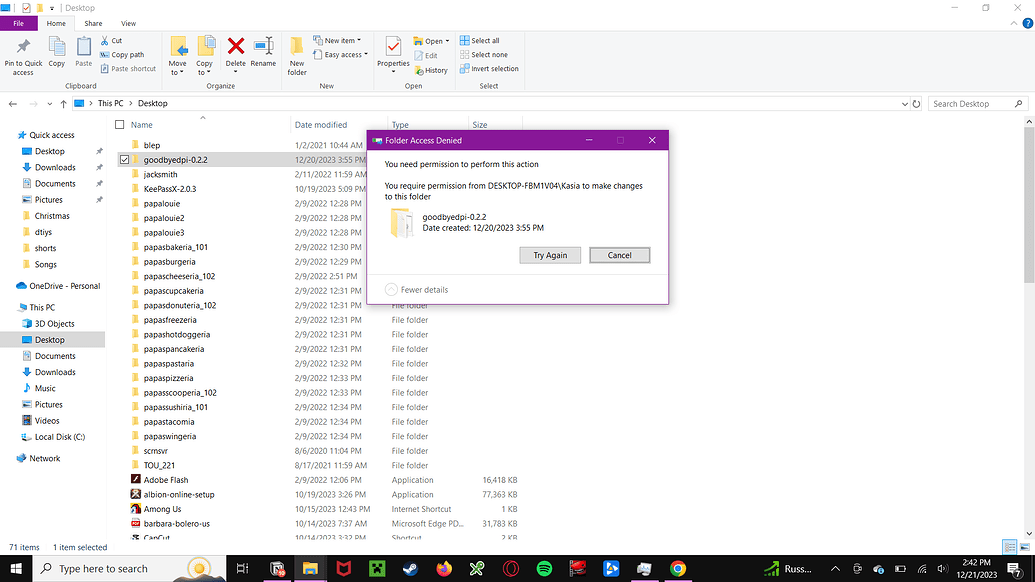 Desktop
File Home Share View
Pin to Quick access
Copy
Paste
Cut
Copy path
Paste shortcut
Clipboard
Move to
Copy to
Delete
Rename
Organize
New folder
New item
Easy access
New
Properties
Open
Edit
History
Open
Select all
Select none
Invert selection
Select
This PC > Desktop
Search Desktop
Quick access
Desktop
Downloads
Documents
Pictures
Christmas
dtiys
shorts
Songs
OneDrive - Personal
This PC
3D Objects
Desktop
Documents
Downloads
Music
Pictures
Videos
Local Disk (C:)
Network
Name Date modified Type Size
blep 1/2/2021 10:44 AM
goodbyedpi-0.2.2 12/20/2023 3:55 PM
jacksmith 2/11/2022 11:59 AM
KeePassX-2.0.3 10/19/2023 5:09 PM
papalouie 2/9/2022 12:28 PM
papalouie2 2/9/2022 12:28 PM
papalouie3 2/9/2022 12:28 PM
papasbakeria_101 2/9/2022 12:30 PM
papasburgeria 2/9/2022 12:29 PM
papascheeseria_102 2/9/2022 2:51 PM
papascupcakeria 2/9/2022 12:31 PM
papasdonuteria_102 2/9/2022 12:31 PM File folder
papasfreezeria 2/9/2022 12:31 PM File folder
papashotdoggeria 2/9/2022 12:31 PM File folder
papaspancakeria 2/9/2022 12:31 PM File folder
papaspastaria 2/9/2022 12:32 PM File folder
papaspizzeria 2/9/2022 12:33 PM File folder
papasscooperia_102 2/9/2022 12:33 PM File folder
papassushiria_101 2/9/2022 12:34 PM File folder
papastacomia 2/9/2022 12:34 PM File folder
papaswingeria 2/9/2022 12:34 PM File folder
scrnsvr 8/6/2020 11:04 PM File folder
TOU_221 8/17/2021 11:59 AM File folder
Adobe Flash 2/9/2022 12:06 PM Application 16,418 KB
albion-online-setup 10/19/2023 3:26 PM Application 77,363 KB
Among Us 10/15/2023 12:43 PM Internet Shortcut 1 KB
barbara-bolero-us 10/14/2023 7:37 AM Microsoft Edge PD... 31,783 KB
CapCut 10/14/2023 3:32 PM Shortcut 2 KB
Folder Access Denied
You need permission to perform this action
You require permission from DESKTOP-FBM1V04\Kasia to make changes
to this folder
goodbyedpi-0.2.2
Date created: 12/20/2023 3:55 PM
Try Again
Cancel
Fewer details
71 items 1 item selected
Type here to search
Russ...
2:42 PM
12/21/2023
7